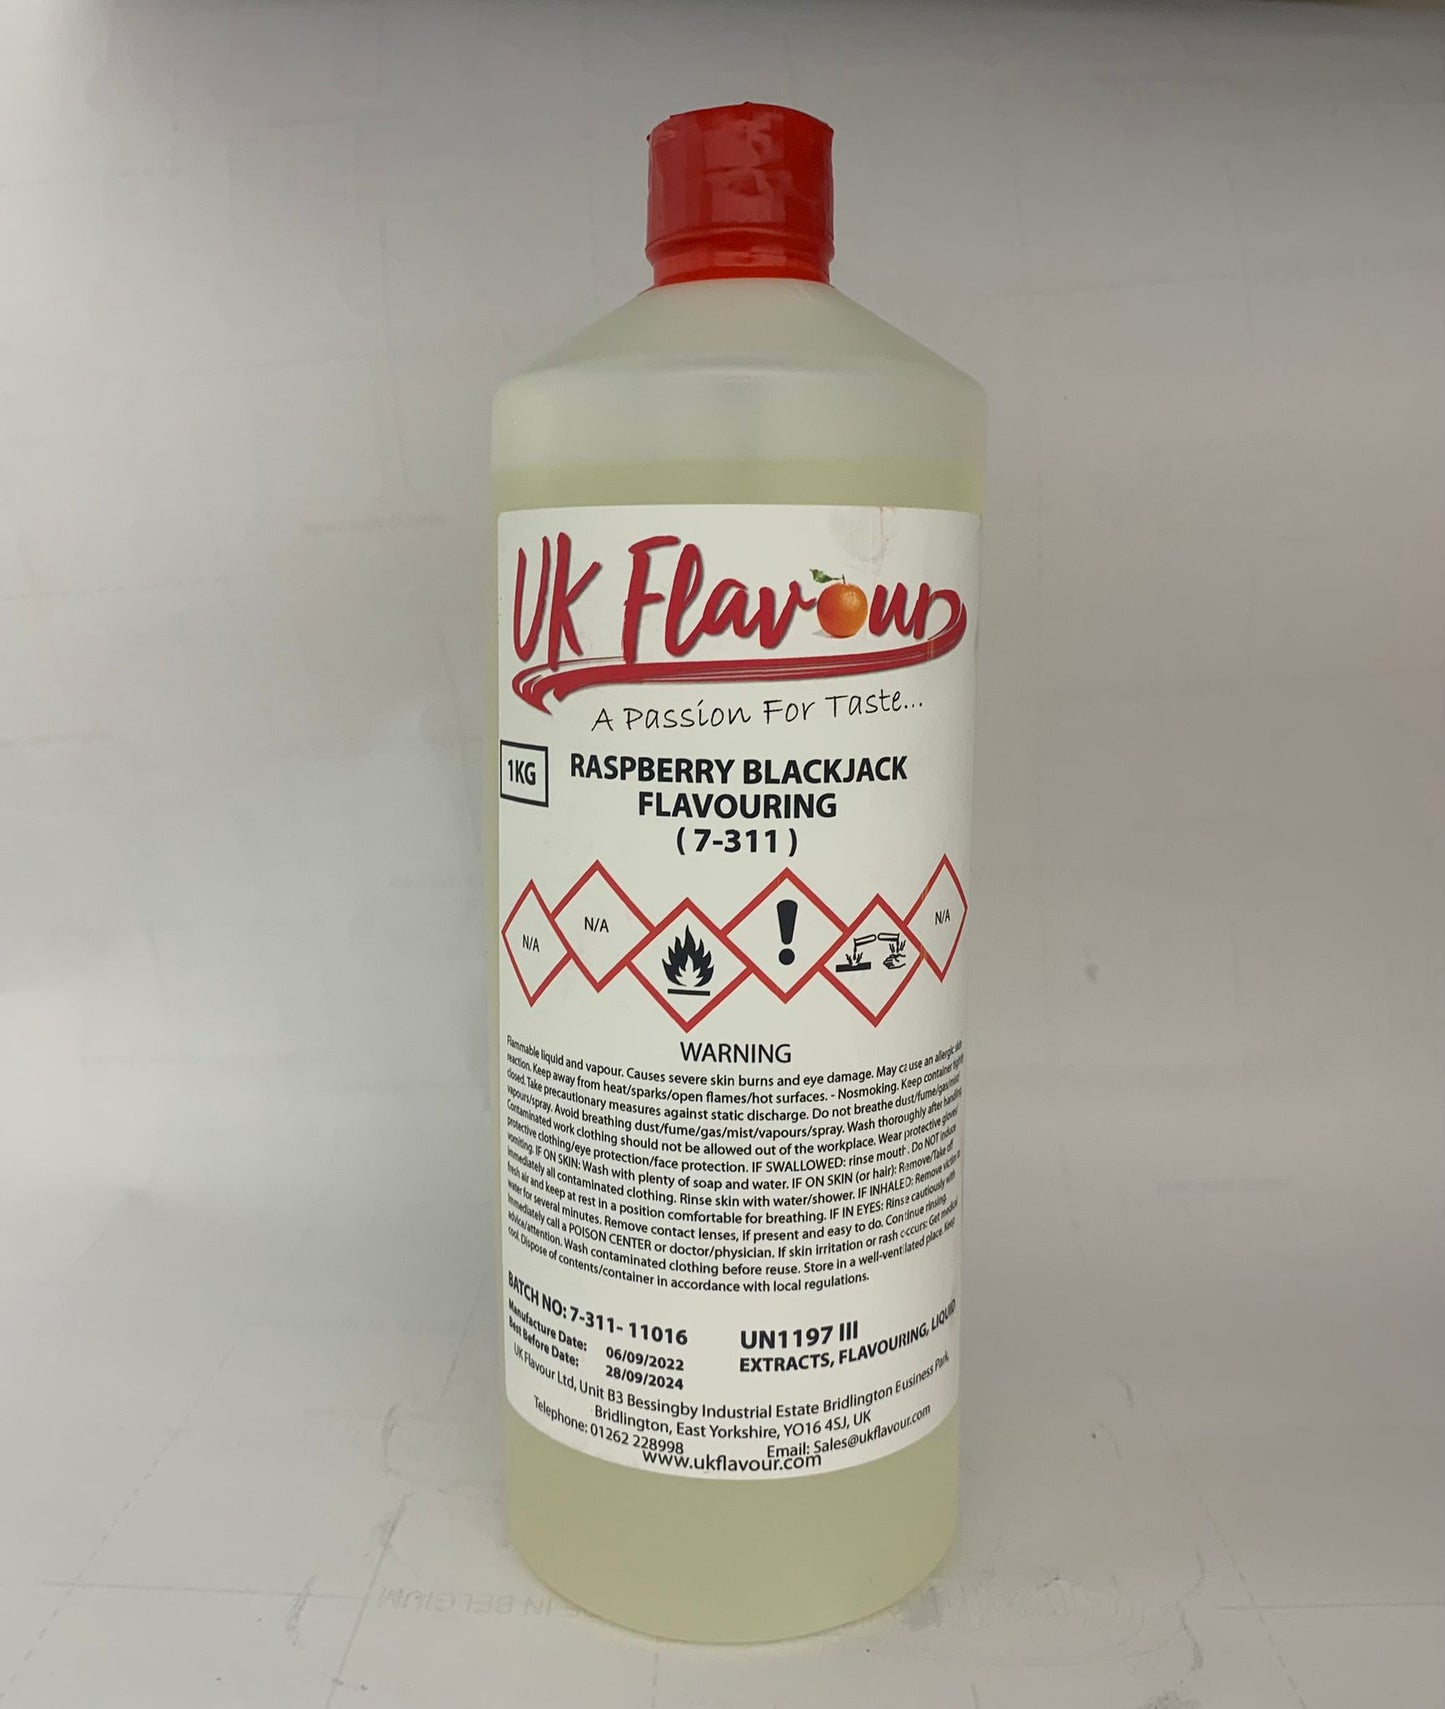 UK Flavour
A Passion For Taste...
1KG
RASPBERRY BLACKJACK
FLAVOURING
( 7-311 )
N/A
N/A
N/A
WARNING
Flammable liquid and vapour. Causes severe skin burns and eye damage. May cause an allergic skin
reaction. Keep away from heat/sparks/open flames/hot surfaces. - Nosmoking. Keep container tightly
closed. Take precautionary measures against static discharge. Do not breathe dust/fume/gas/mist/
vapours/spray. Avoid breathing dust/fume/gas/mist/vapours/spray. Wash thoroughly after handling.
Contaminated work clothing should not be allowed out of the workplace. Wear protective gloves/
protective clothing/eye protection/face protection. IF SWALLOWED: rinse mouth. Do NOT induce
vomiting. IF ON SKIN: Wash with plenty of soap and water. IF ON SKIN (or hair): Remove/Take off
immediately all contaminated clothing. Rinse skin with water/shower. IF INHALED: Remove victim to
fresh air and keep at rest in a position comfortable for breathing. IF IN EYES: Rinse cautiously with
water for several minutes. Remove contact lenses, if present and easy to do. Continue rinsing.
Immediately call a POISON CENTER or doctor/physician. If skin irritation or rash occurs: Get medical
advice/attention. Wash contaminated clothing before reuse. Store in a well-ventilated place. Keep
cool. Dispose of contents/container in accordance with local regulations.
BATCH NO: 7-311- 11016
Manufacture Date: 06/09/2022
Best Before Date: 28/09/2024
UN1197 III
EXTRACTS, FLAVOURING, LIQUID
UK Flavour Ltd, Unit B3 Bessingby Industrial Estate Bridlington Business Park,
Bridlington, East Yorkshire, YO16 4SJ, UK
Telephone: 01262 228998
Email: Sales@ukflavour.com
www.ukflavour.com